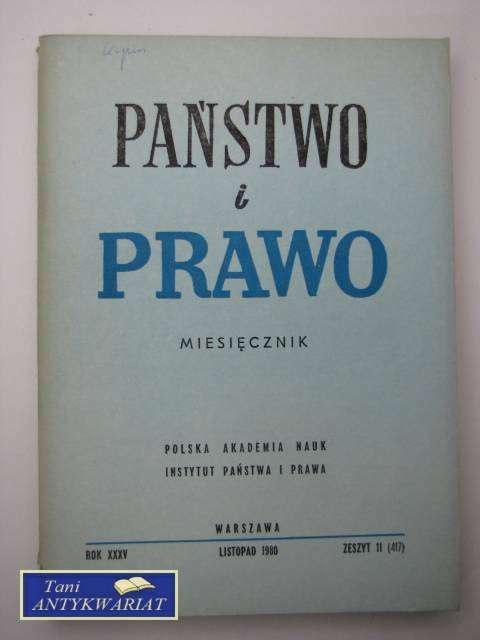 PAŃSTWO
i
PRAWO
MIESIĘCZNIK
POLSKA AKADEMIA NAUK
INSTYTUT PAŃSTWA I PRAWA
WARSZAWA
ROK XXXV LISTOPAD 1980 ZESZYT 11 (417)
Tani
ANTYKWARIAT